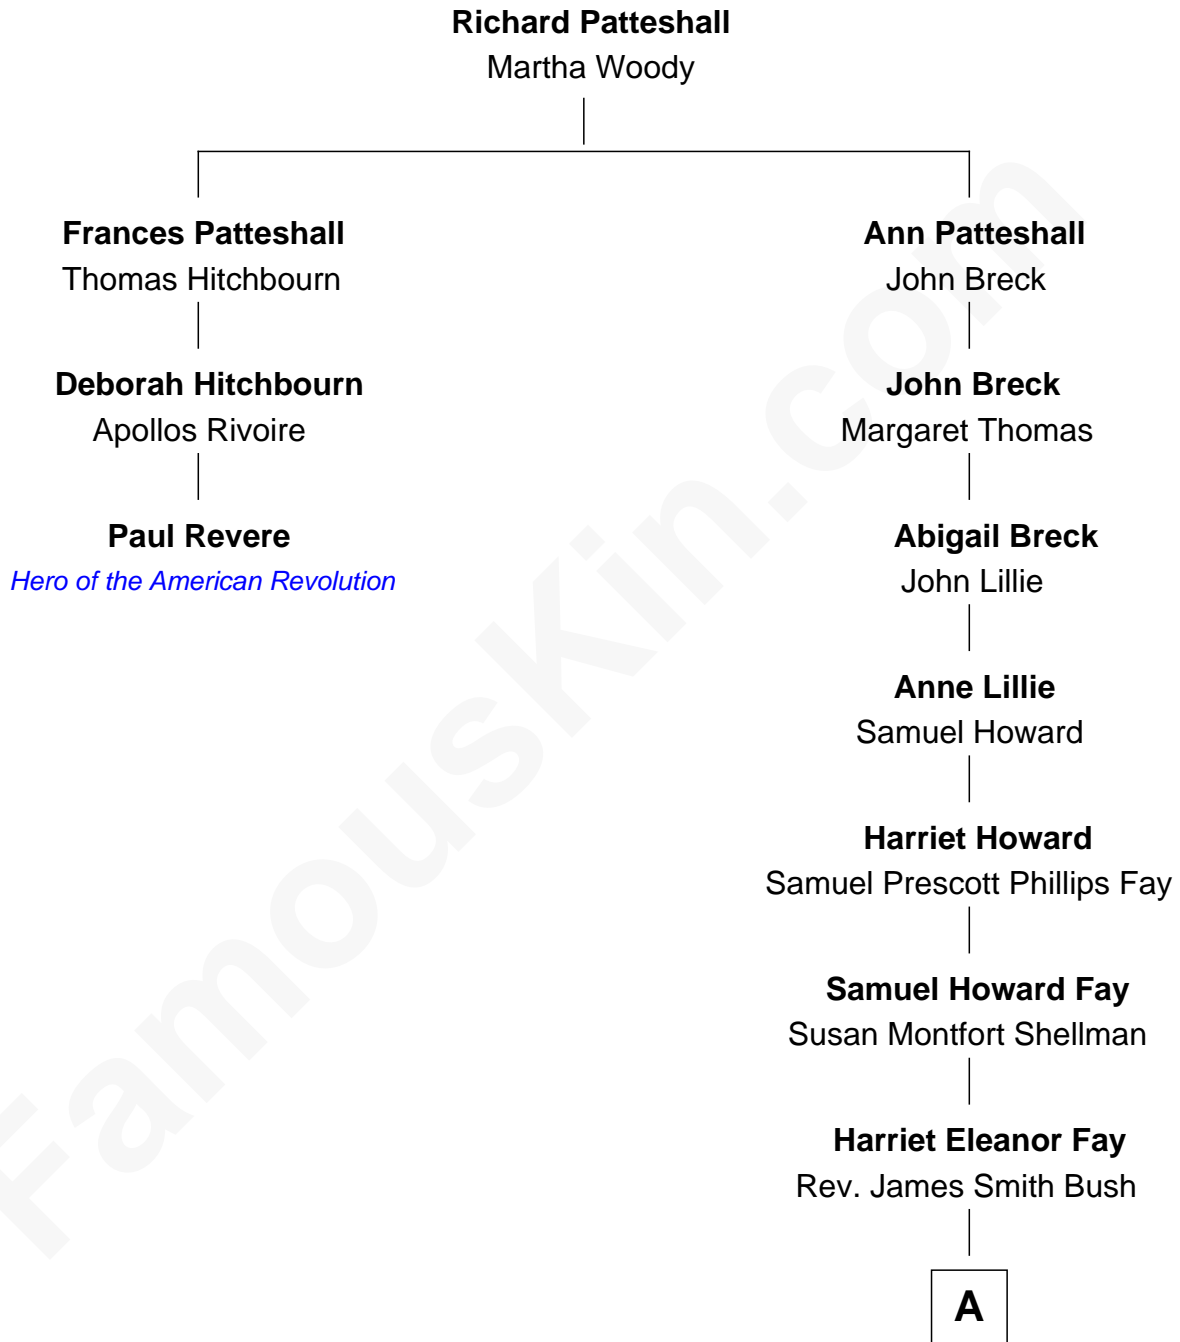 Richard Patteshall
Martha Woody
Frances Patteshall
Thomas Hitchbourn
Ann Patteshall
John Breck
Deborah Hitchbourn
Apollos Rivoire
John Breck
Margaret Thomas
Paul Revere
Hero of the American Revolution
Abigail Breck
John Lillie
Anne Lillie
Samuel Howard
Harriet Howard
Samuel Prescott Phillips Fay
Samuel Howard Fay
Susan Montfort Shellman
Harriet Eleanor Fay
Rev. James Smith Bush
A
FamousKin.com